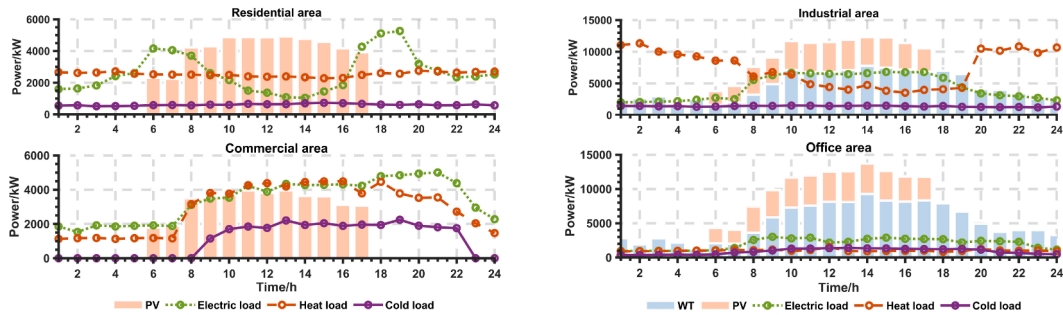 Residential area
Power/kW
6000
4000
2000
0
2 4 6 8 10 12 14 16 18 20 22 24
Industrial area
Power/kW
15000
10000
5000
0
2 4 6 8 10 12 14 16 18 20 22 24
Commercial area
Power/kW
6000
4000
2000
0
2 4 6 8 10 12 14 16 18 20 22 24
Time/h
PV Electric load Heat load Cold load
Office area
Power/kW
15000
10000
5000
0
2 4 6 8 10 12 14 16 18 20 22 24
Time/h
WT PV Electric load Heat load Cold load